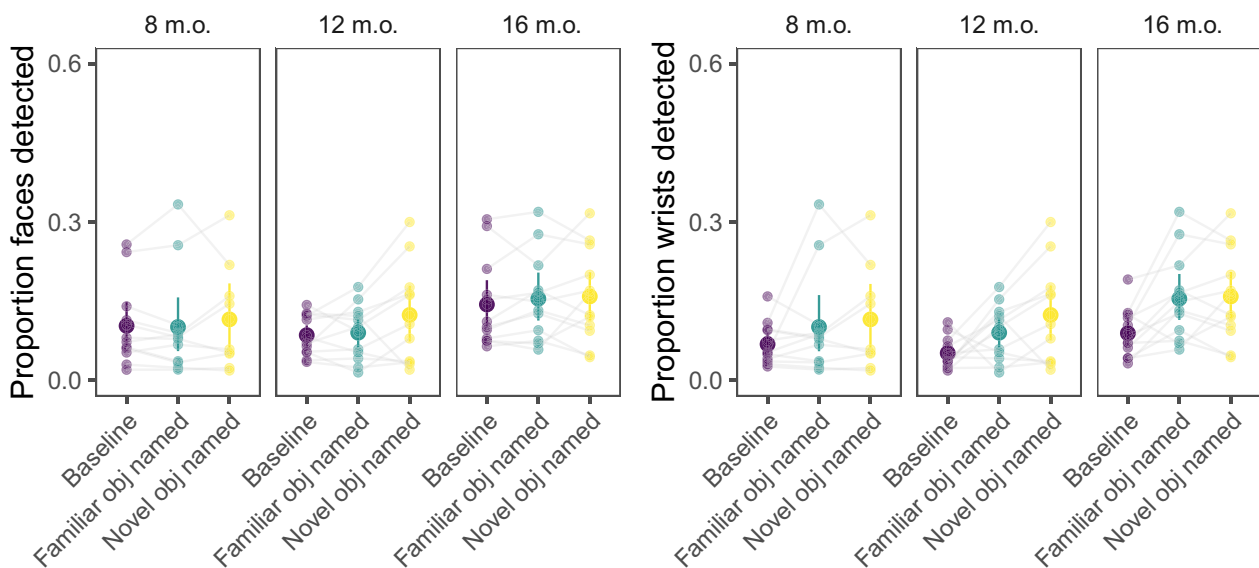 8 m.o.
12 m.o.
16 m.o.
Proportion faces detected
0.6
0.3
0.0
Baseline
Familiar obj named
Novel obj named
Baseline
Familiar obj named
Novel obj named
Baseline
Familiar obj named
Novel obj named
8 m.o.
12 m.o.
16 m.o.
Proportion wrists detected
0.6
0.3
0.0
Baseline
Familiar obj named
Novel obj named
Baseline
Familiar obj named
Novel obj named
Baseline
Familiar obj named
Novel obj named